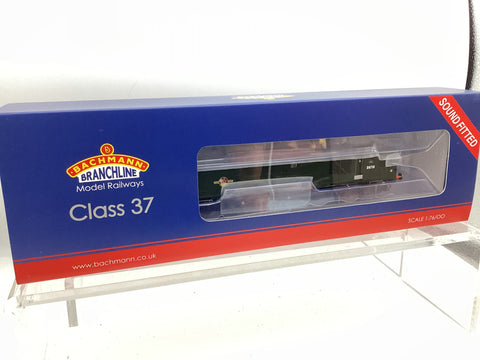 SOUND FITTED
BACHMANN
BRANCHLINE
Model Railways
Class 37
SCALE 1:76/OO
www.bachmann.co.uk